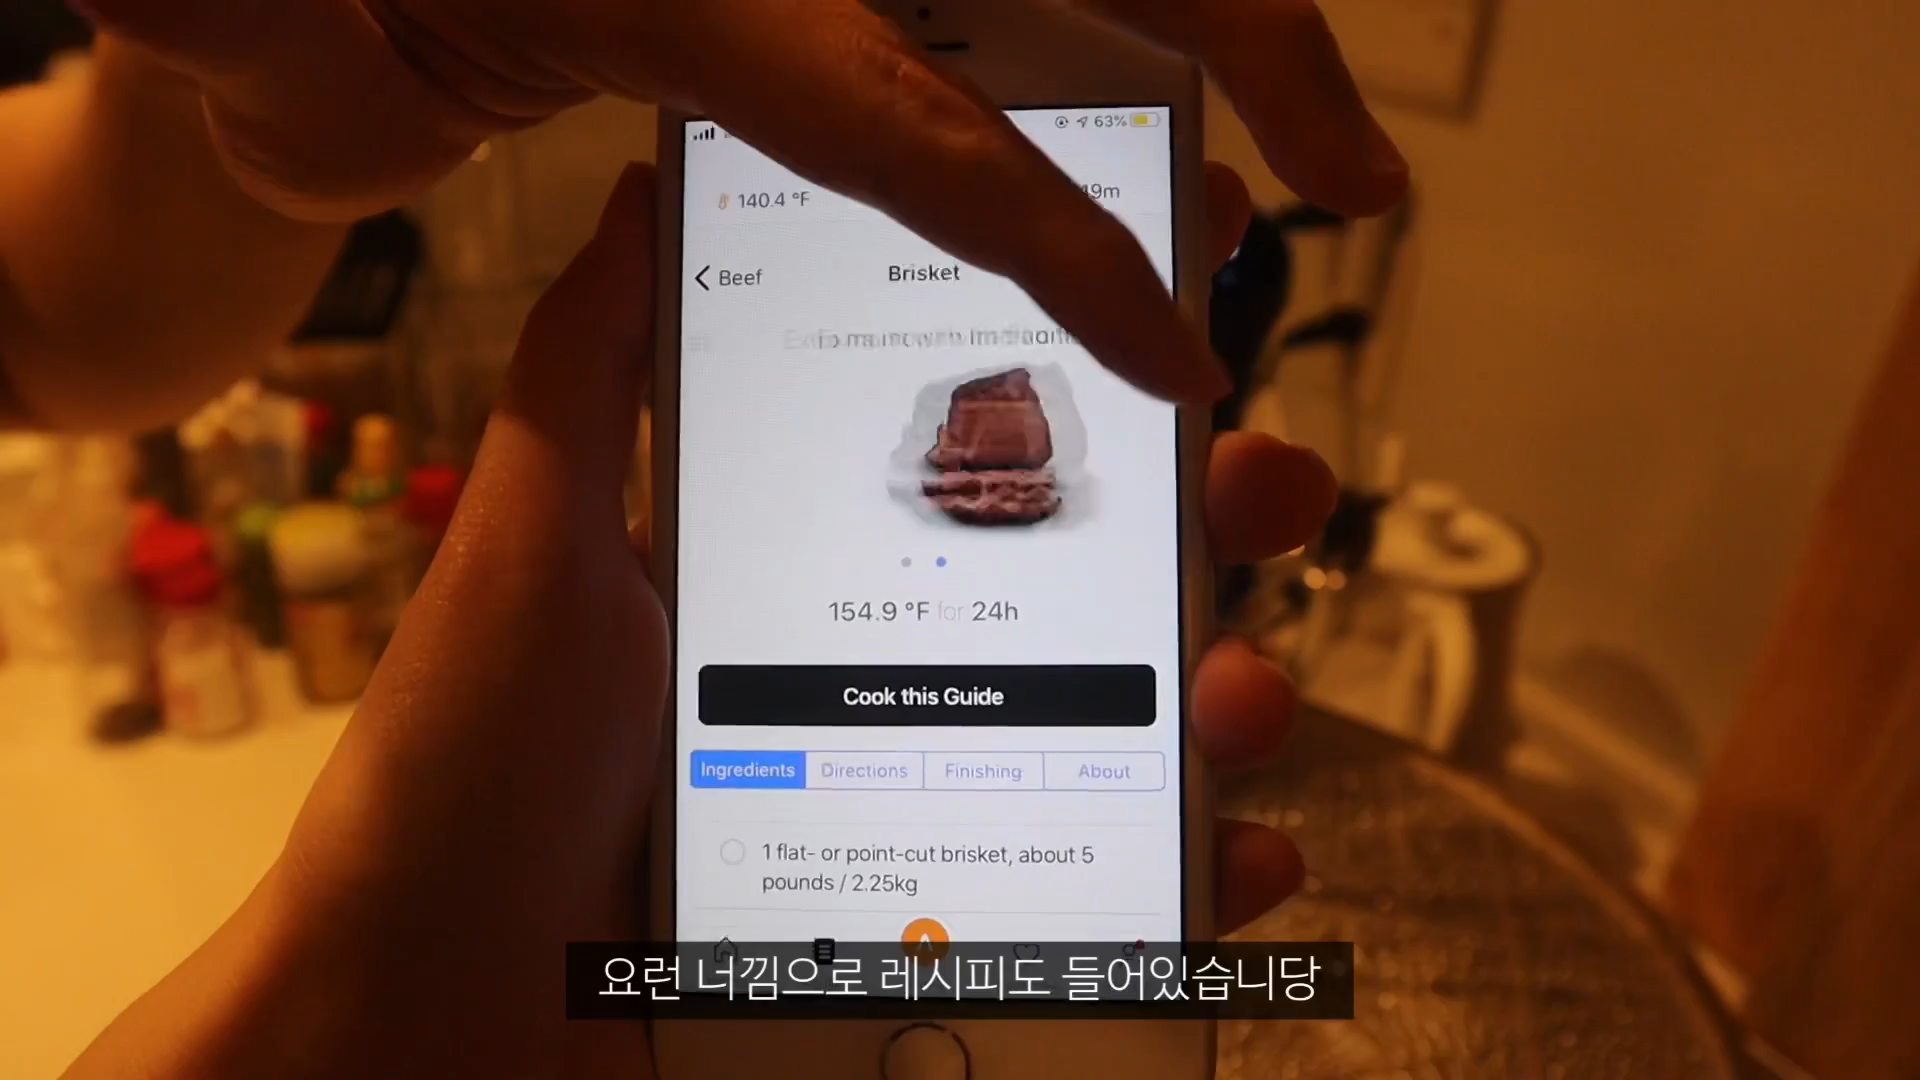 63%
140.4 °F
49m
Beef
Brisket
154.9 °F for 24h
Cook this Guide
Ingredients
Directions
Finishing
About
1 flat- or point-cut brisket, about 5
pounds / 2.25kg
요런 너낌으로 레시피도 들어있습니당